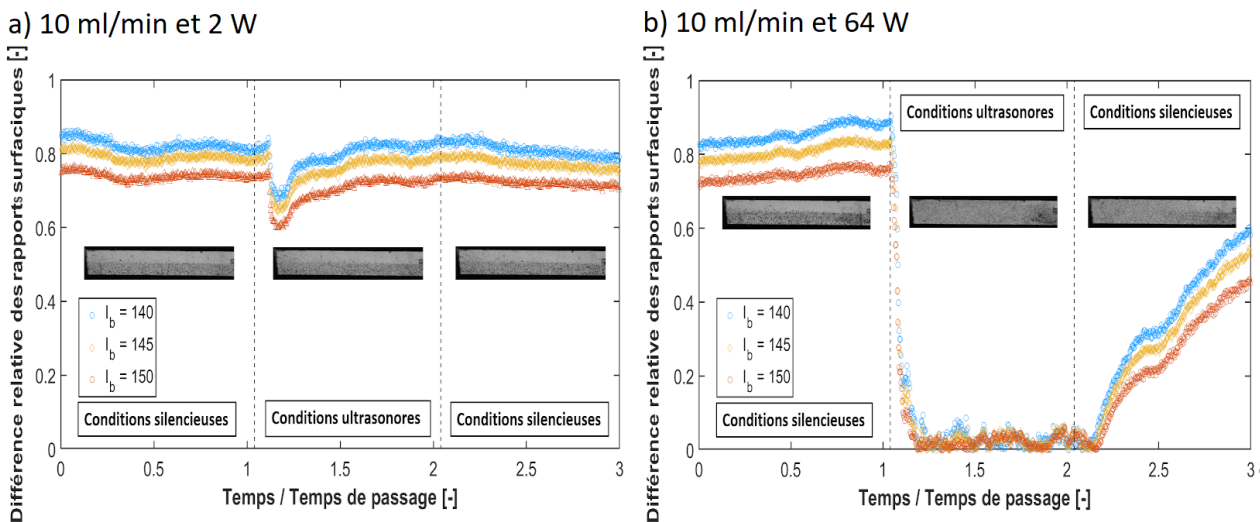 a) 10 ml/min et 2 W
Différence relative des rapports surfaciques [-]
1
0.8
0.6
0.4
0.2
0
I_b = 140
I_b = 145
I_b = 150
Conditions silencieuses
Conditions ultrasonores
Conditions silencieuses
0
0.5
1
1.5
2
2.5
3
Temps / Temps de passage [-]
b) 10 ml/min et 64 W
Différence relative des rapports surfaciques [-]
1
0.8
0.6
0.4
0.2
0
Conditions ultrasonores
Conditions silencieuses
I_b = 140
I_b = 145
I_b = 150
Conditions silencieuses
0
0.5
1
1.5
2
2.5
3
Temps / Temps de passage [-]